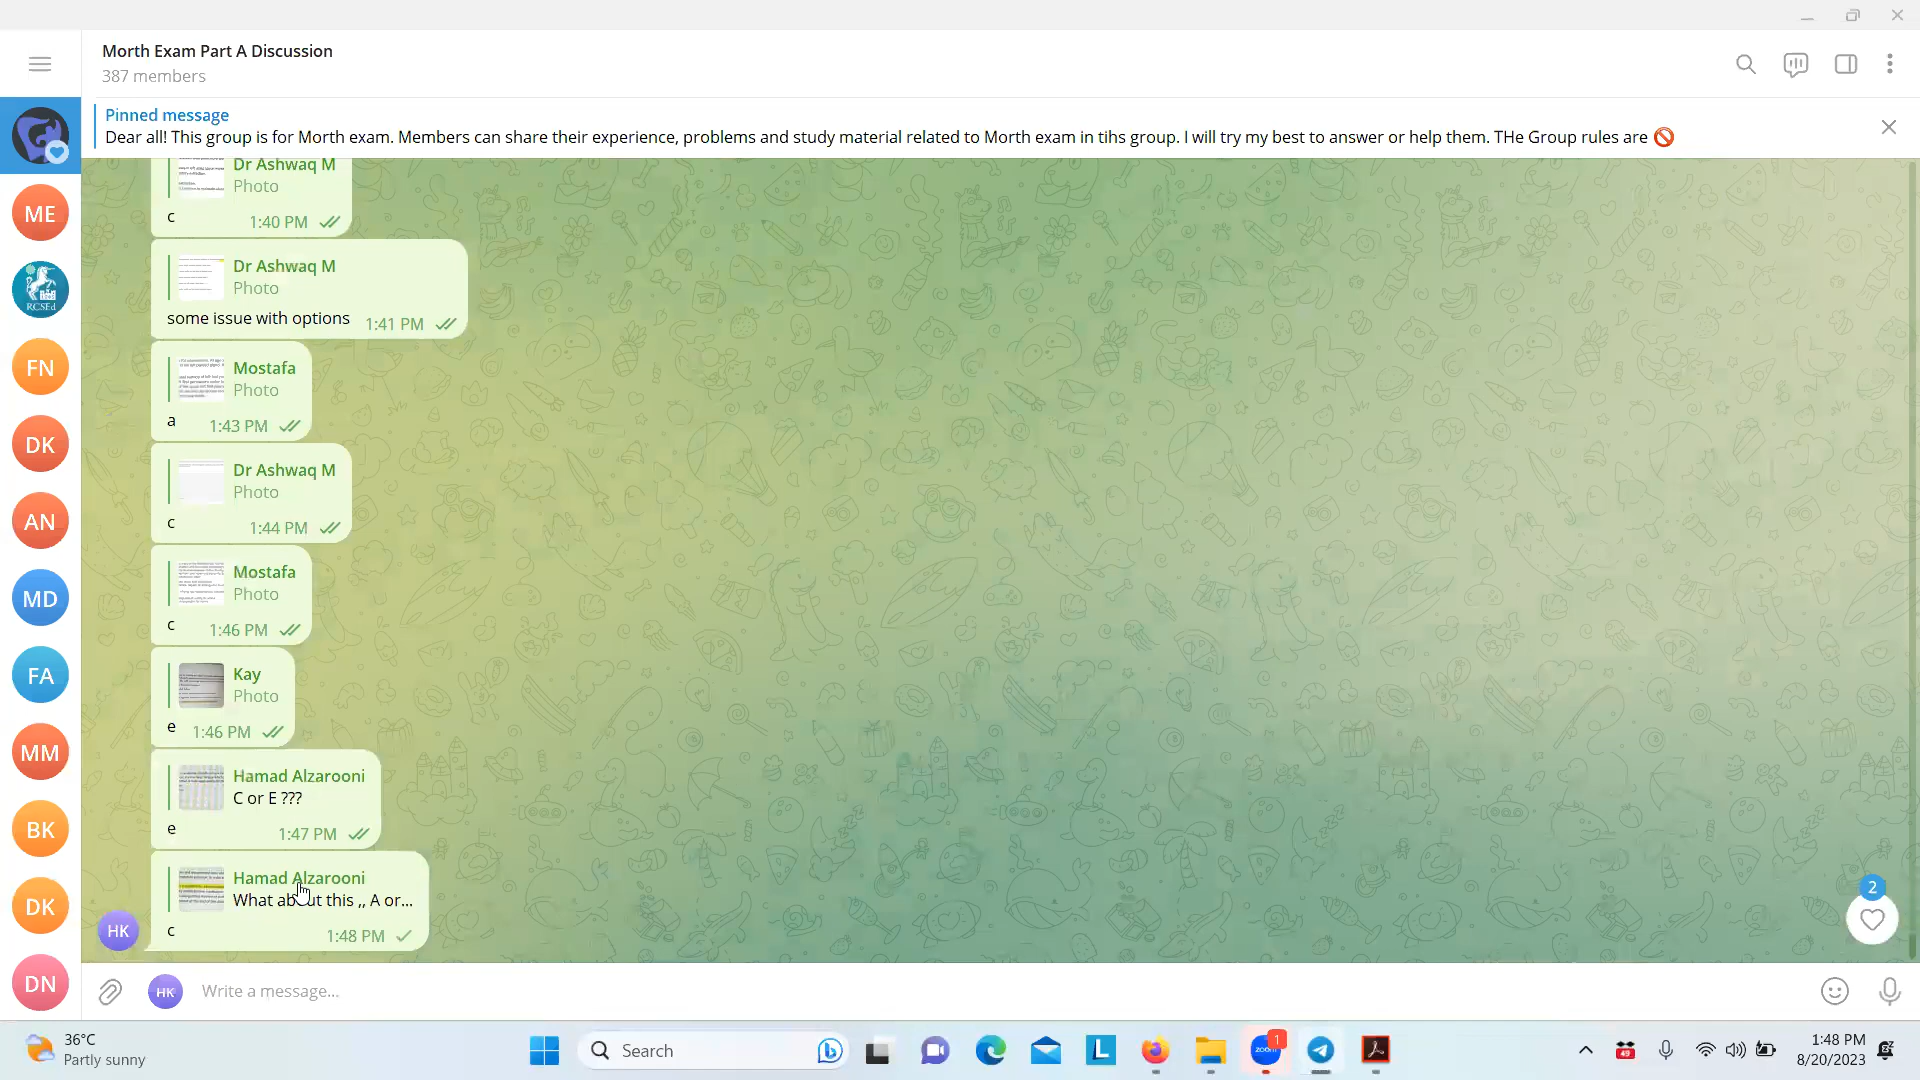 Morth Exam Part A Discussion
387 members
Pinned message
Dear all! This group is for Morth exam. Members can share their experience, problems and study material related to Morth exam in tihs group. I will try my best to answer or help them. THe Group rules are 🚫
Dr Ashwaq M
Photo
c
1:40 PM
Dr Ashwaq M
Photo
some issue with options
1:41 PM
Mostafa
Photo
a
1:43 PM
Dr Ashwaq M
Photo
c
1:44 PM
Mostafa
Photo
c
1:46 PM
Kay
Photo
e
1:46 PM
Hamad Alzarooni
C or E ???
e
1:47 PM
Hamad Alzarooni
What about this ,, A or...
c
1:48 PM
HK
2
HK
Write a message...
ME
RCSEd
FN
DK
AN
MD
FA
MM
BK
DK
DN
36°C
Partly sunny
Search
L
zoom
1
49
1:48 PM
8/20/2023